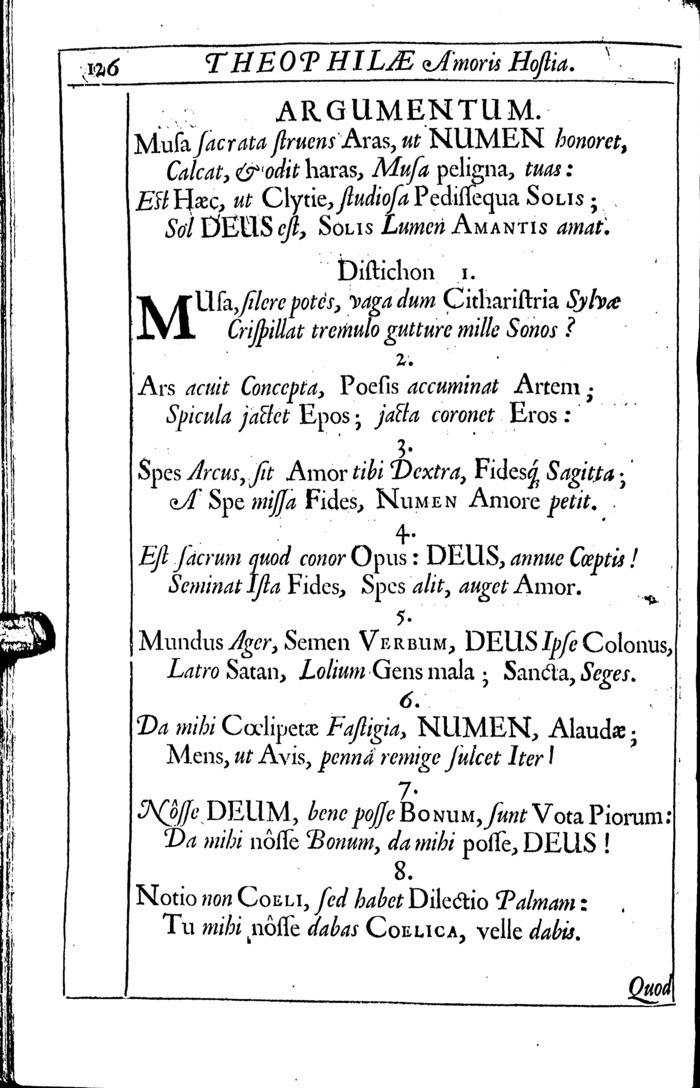 126 THEOPHILÆ Amoris Hoſtia.
ARGUMENTUM.
Muſa ſacrata ſtruens Aras, ut NUMEN honoret,
Calcat, & odit haras, Muſa peligna, tuas:
Eſt Hæc, ut Clytie, ſtudioſa Pediſſequa SOLIS;
Sol DEUS eſt, SOLIS Lumen AMANTIS amat.
Diſtichon 1.
MUſa, ſilere potes, vaga dum Cithariſtria Sylvæ
Criſpillat tremulo gutture mille Sonos?
2.
Ars acuit Concepta, Poeſis accuminat Artem;
Spicula jactet Epos; jacta coronet Eros:
3.
Spes Arcus, ſit Amor tibi Dextra, Fidesq́; Sagitta;
A Spe miſſa Fides, NUMEN Amore petit.
4.
Eſt ſacrum quod conor Opus: DEUS, annue Cœptis!
Seminat Iſta Fides, Spes alit, auget Amor.
5.
Mundus Ager, Semen VERBUM, DEUS Ipſe Colonus,
Latro Satan, Lolium Gens mala; Sancta, Seges.
6.
Da mihi Cœlipetæ Faſtigia, NUMEN, Alaudæ;
Mens, ut Avis, pennâ remige ſulcet Iter!
7.
Nôſſe DEUM, bene poſſe BONUM, ſunt Vota Piorum:
Da mihi nôſſe Bonum, da mihi poſſe, DEUS!
8.
Notio non COELI, ſed habet Dilectio Palmam:
Tu mihi nôſſe dabas COELICA, velle dabis.
Quod